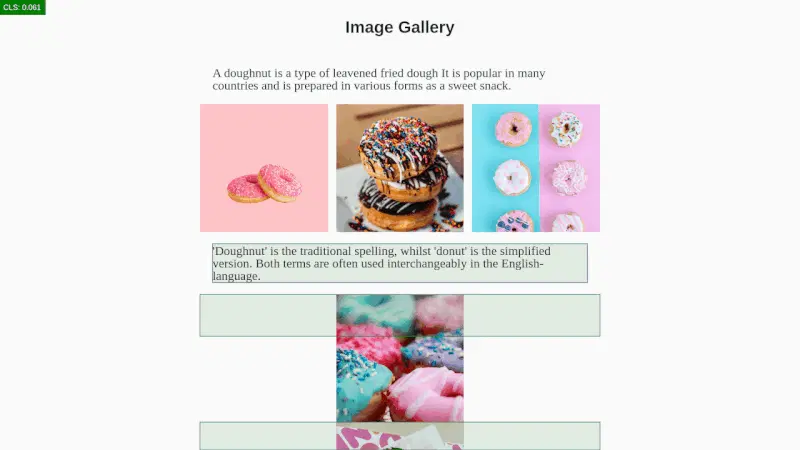 CLS: 0.061
Image Gallery
A doughnut is a type of leavened fried dough It is popular in many
countries and is prepared in various forms as a sweet snack.
'Doughnut' is the traditional spelling, whilst 'donut' is the simplified
version. Both terms are often used interchangeably in the English-
language.